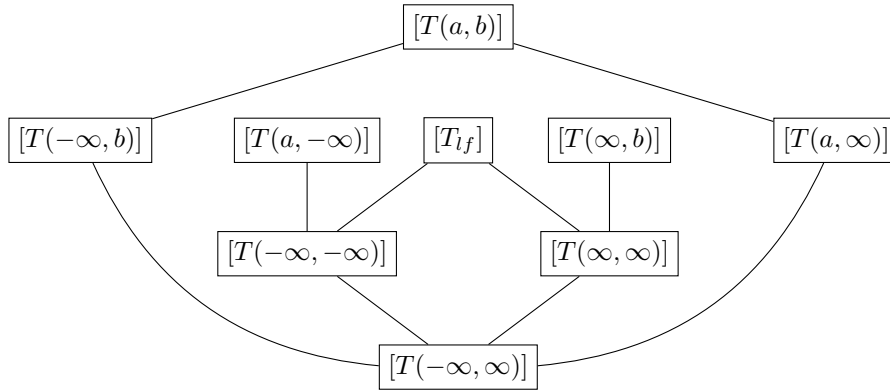 [T(a, b)]
[T(−∞, b)] [T(a, −∞)] [T_{lf}] [T(∞, b)] [T(a, ∞)]
[T(−∞, −∞)] [T(∞, ∞)]
[T(−∞, ∞)]